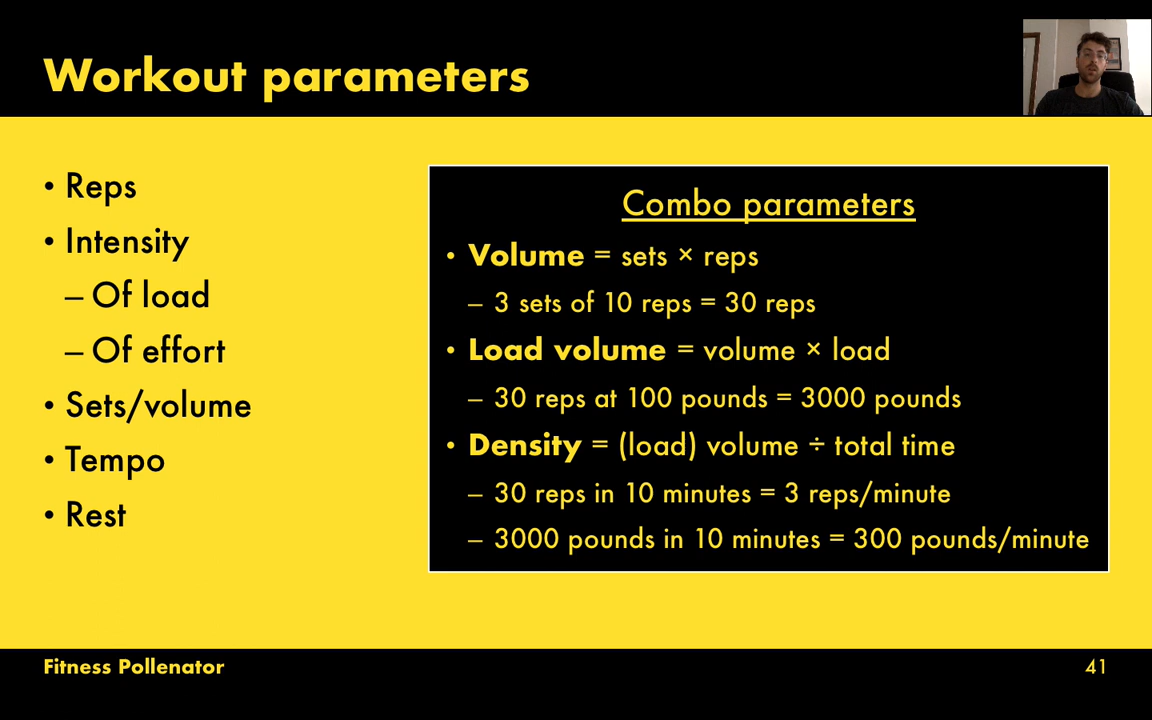 Workout parameters
• Reps
• Intensity
– Of load
– Of effort
• Sets/volume
• Tempo
• Rest
Combo parameters
• Volume = sets × reps
– 3 sets of 10 reps = 30 reps
• Load volume = volume × load
– 30 reps at 100 pounds = 3000 pounds
• Density = (load) volume ÷ total time
– 30 reps in 10 minutes = 3 reps/minute
– 3000 pounds in 10 minutes = 300 pounds/minute
Fitness Pollenator
41